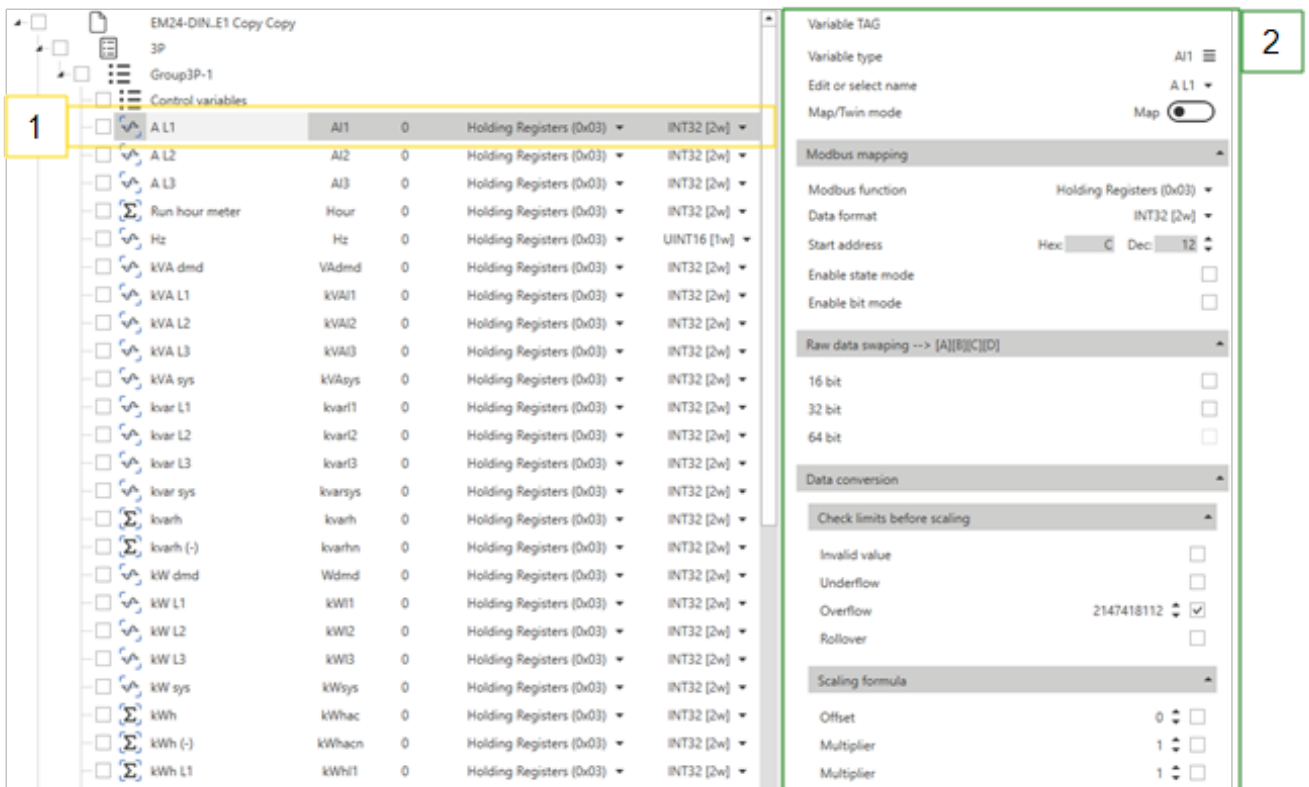 EM24-DIN..E1 Copy Copy
3P
Group3P-1
Control variables
1
A L1 AI1 0 Holding Registers (0x03) INT32 [2w]
A L2 AI2 0 Holding Registers (0x03) INT32 [2w]
A L3 AI3 0 Holding Registers (0x03) INT32 [2w]
Run hour meter Hour 0 Holding Registers (0x03) INT32 [2w]
Hz Hz 0 Holding Registers (0x03) UINT16 [1w]
kVA dmd VAdmd 0 Holding Registers (0x03) INT32 [2w]
kVA L1 kVAI1 0 Holding Registers (0x03) INT32 [2w]
kVA L2 kVAI2 0 Holding Registers (0x03) INT32 [2w]
kVA L3 kVAI3 0 Holding Registers (0x03) INT32 [2w]
kVA sys kVAsys 0 Holding Registers (0x03) INT32 [2w]
kvar L1 kvarl1 0 Holding Registers (0x03) INT32 [2w]
kvar L2 kvarl2 0 Holding Registers (0x03) INT32 [2w]
kvar L3 kvarl3 0 Holding Registers (0x03) INT32 [2w]
kvar sys kvarsys 0 Holding Registers (0x03) INT32 [2w]
kvarh kvarh 0 Holding Registers (0x03) INT32 [2w]
kvarh (-) kvarhn 0 Holding Registers (0x03) INT32 [2w]
kW dmd Wdmd 0 Holding Registers (0x03) INT32 [2w]
kW L1 kWl1 0 Holding Registers (0x03) INT32 [2w]
kW L2 kWl2 0 Holding Registers (0x03) INT32 [2w]
kW L3 kWl3 0 Holding Registers (0x03) INT32 [2w]
kW sys kWsys 0 Holding Registers (0x03) INT32 [2w]
kWh kWhac 0 Holding Registers (0x03) INT32 [2w]
kWh (-) kWhacn 0 Holding Registers (0x03) INT32 [2w]
kWh L1 kWhl1 0 Holding Registers (0x03) INT32 [2w]
2
Variable TAG
Variable type AI1
Edit or select name A L1
Map/Twin mode Map
Modbus mapping
Modbus function Holding Registers (0x03)
Data format INT32 [2w]
Start address Hex: C Dec: 12
Enable state mode
Enable bit mode
Raw data swaping --> [A][B][C][D]
16 bit
32 bit
64 bit
Data conversion
Check limits before scaling
Invalid value
Underflow
Overflow 2147418112
Rollover
Scaling formula
Offset 0
Multiplier 1
Multiplier 1